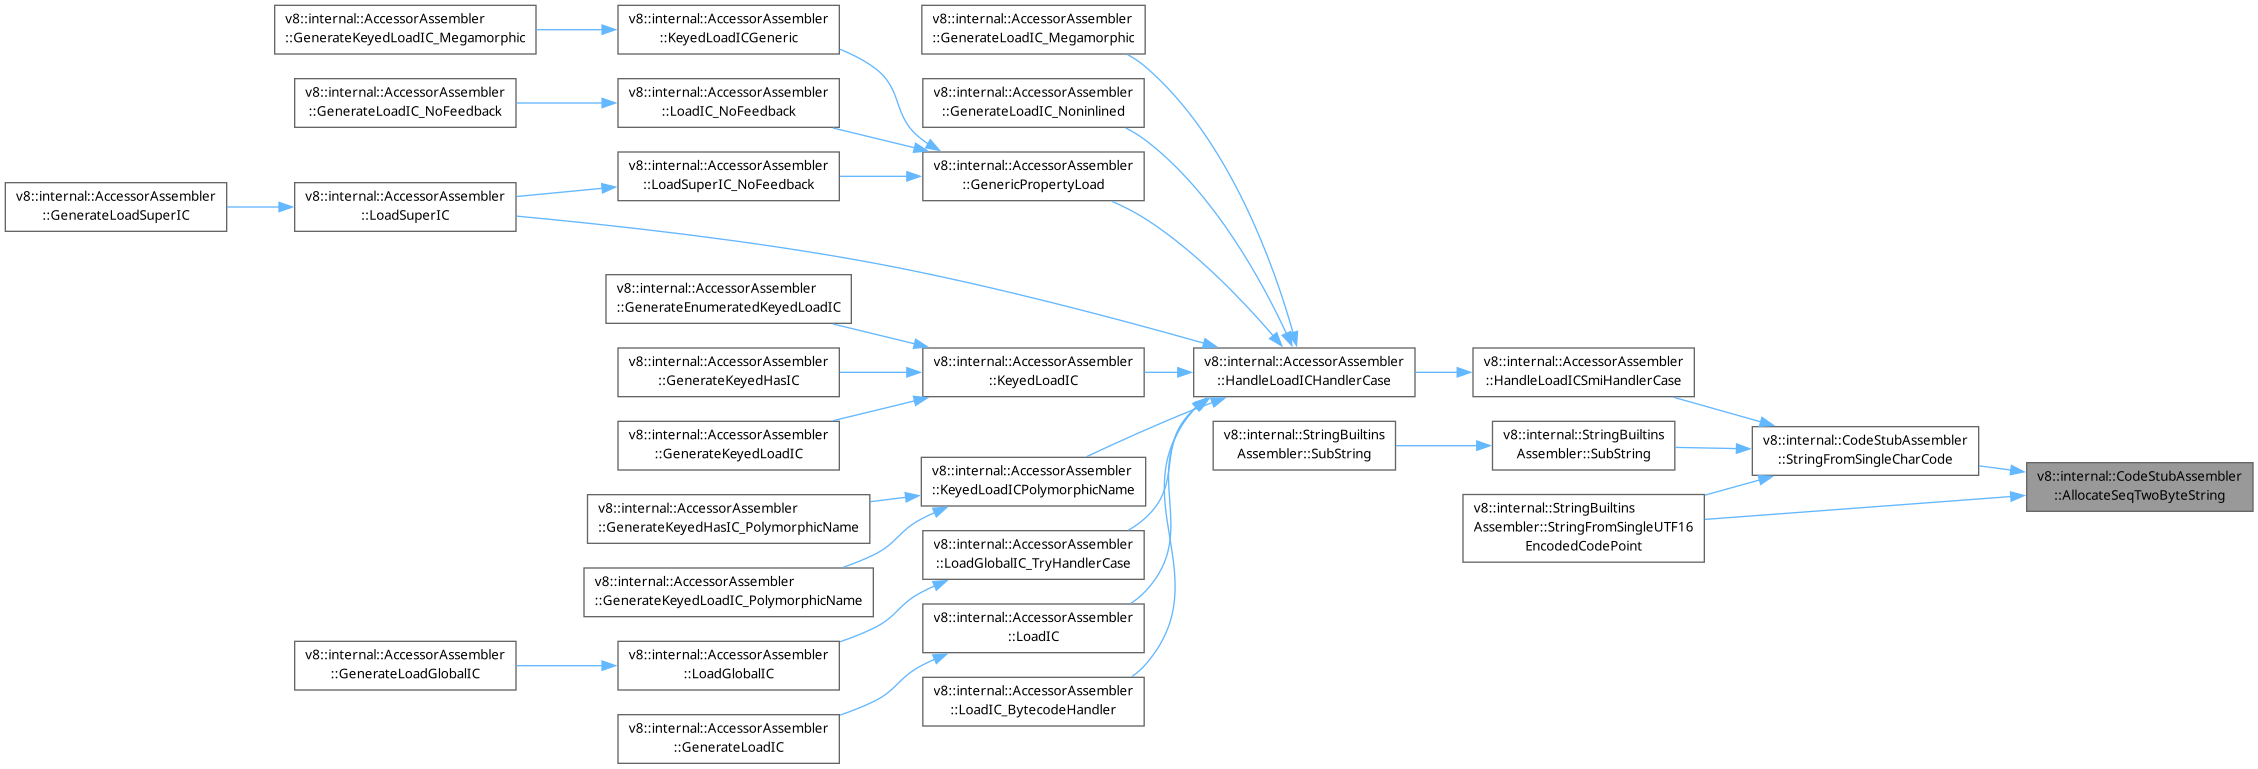 v8::internal::AccessorAssembler
::GenerateKeyedLoadIC_Megamorphic
v8::internal::AccessorAssembler
::KeyedLoadICGeneric
v8::internal::AccessorAssembler
::GenerateLoadIC_Megamorphic
v8::internal::AccessorAssembler
::GenerateLoadIC_NoFeedback
v8::internal::AccessorAssembler
::LoadIC_NoFeedback
v8::internal::AccessorAssembler
::GenerateLoadIC_Noninlined
v8::internal::AccessorAssembler
::GenerateLoadSuperIC
v8::internal::AccessorAssembler
::LoadSuperIC
v8::internal::AccessorAssembler
::LoadSuperIC_NoFeedback
v8::internal::AccessorAssembler
::GenericPropertyLoad
v8::internal::AccessorAssembler
::GenerateEnumeratedKeyedLoadIC
v8::internal::AccessorAssembler
::GenerateKeyedHasIC
v8::internal::AccessorAssembler
::KeyedLoadIC
v8::internal::AccessorAssembler
::HandleLoadICHandlerCase
v8::internal::AccessorAssembler
::HandleLoadICSmiHandlerCase
v8::internal::AccessorAssembler
::GenerateKeyedLoadIC
v8::internal::StringBuiltins
Assembler::SubString
v8::internal::StringBuiltins
Assembler::SubString
v8::internal::CodeStubAssembler
::StringFromSingleCharCode
v8::internal::CodeStubAssembler
::AllocateSeqTwoByteString
v8::internal::AccessorAssembler
::KeyedLoadICPolymorphicName
v8::internal::AccessorAssembler
::GenerateKeyedHasIC_PolymorphicName
v8::internal::StringBuiltins
Assembler::StringFromSingleUTF16
EncodedCodePoint
v8::internal::AccessorAssembler
::LoadGlobalIC_TryHandlerCase
v8::internal::AccessorAssembler
::GenerateKeyedLoadIC_PolymorphicName
v8::internal::AccessorAssembler
::LoadIC
v8::internal::AccessorAssembler
::GenerateLoadGlobalIC
v8::internal::AccessorAssembler
::LoadGlobalIC
v8::internal::AccessorAssembler
::LoadIC_BytecodeHandler
v8::internal::AccessorAssembler
::GenerateLoadIC